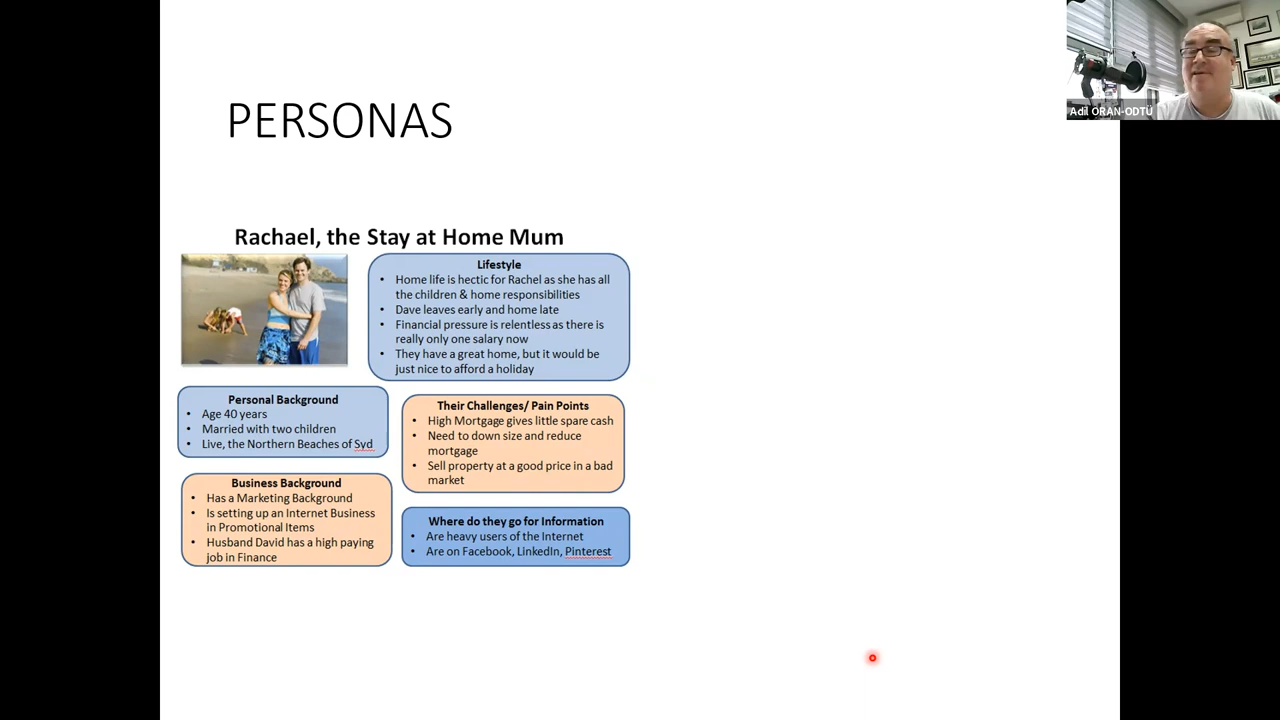 PERSONAS
Adil ORAN-ODTÜ
Rachael, the Stay at Home Mum
Lifestyle
• Home life is hectic for Rachel as she has all
the children & home responsibilities
• Dave leaves early and home late
• Financial pressure is relentless as there is
really only one salary now
• They have a great home, but it would be
just nice to afford a holiday
Personal Background
• Age 40 years
• Married with two children
• Live, the Northern Beaches of Syd
Their Challenges/ Pain Points
• High Mortgage gives little spare cash
• Need to down size and reduce
mortgage
• Sell property at a good price in a bad
market
Business Background
• Has a Marketing Background
• Is setting up an Internet Business
in Promotional Items
• Husband David has a high paying
job in Finance
Where do they go for Information
• Are heavy users of the Internet
• Are on Facebook, LinkedIn, Pinterest